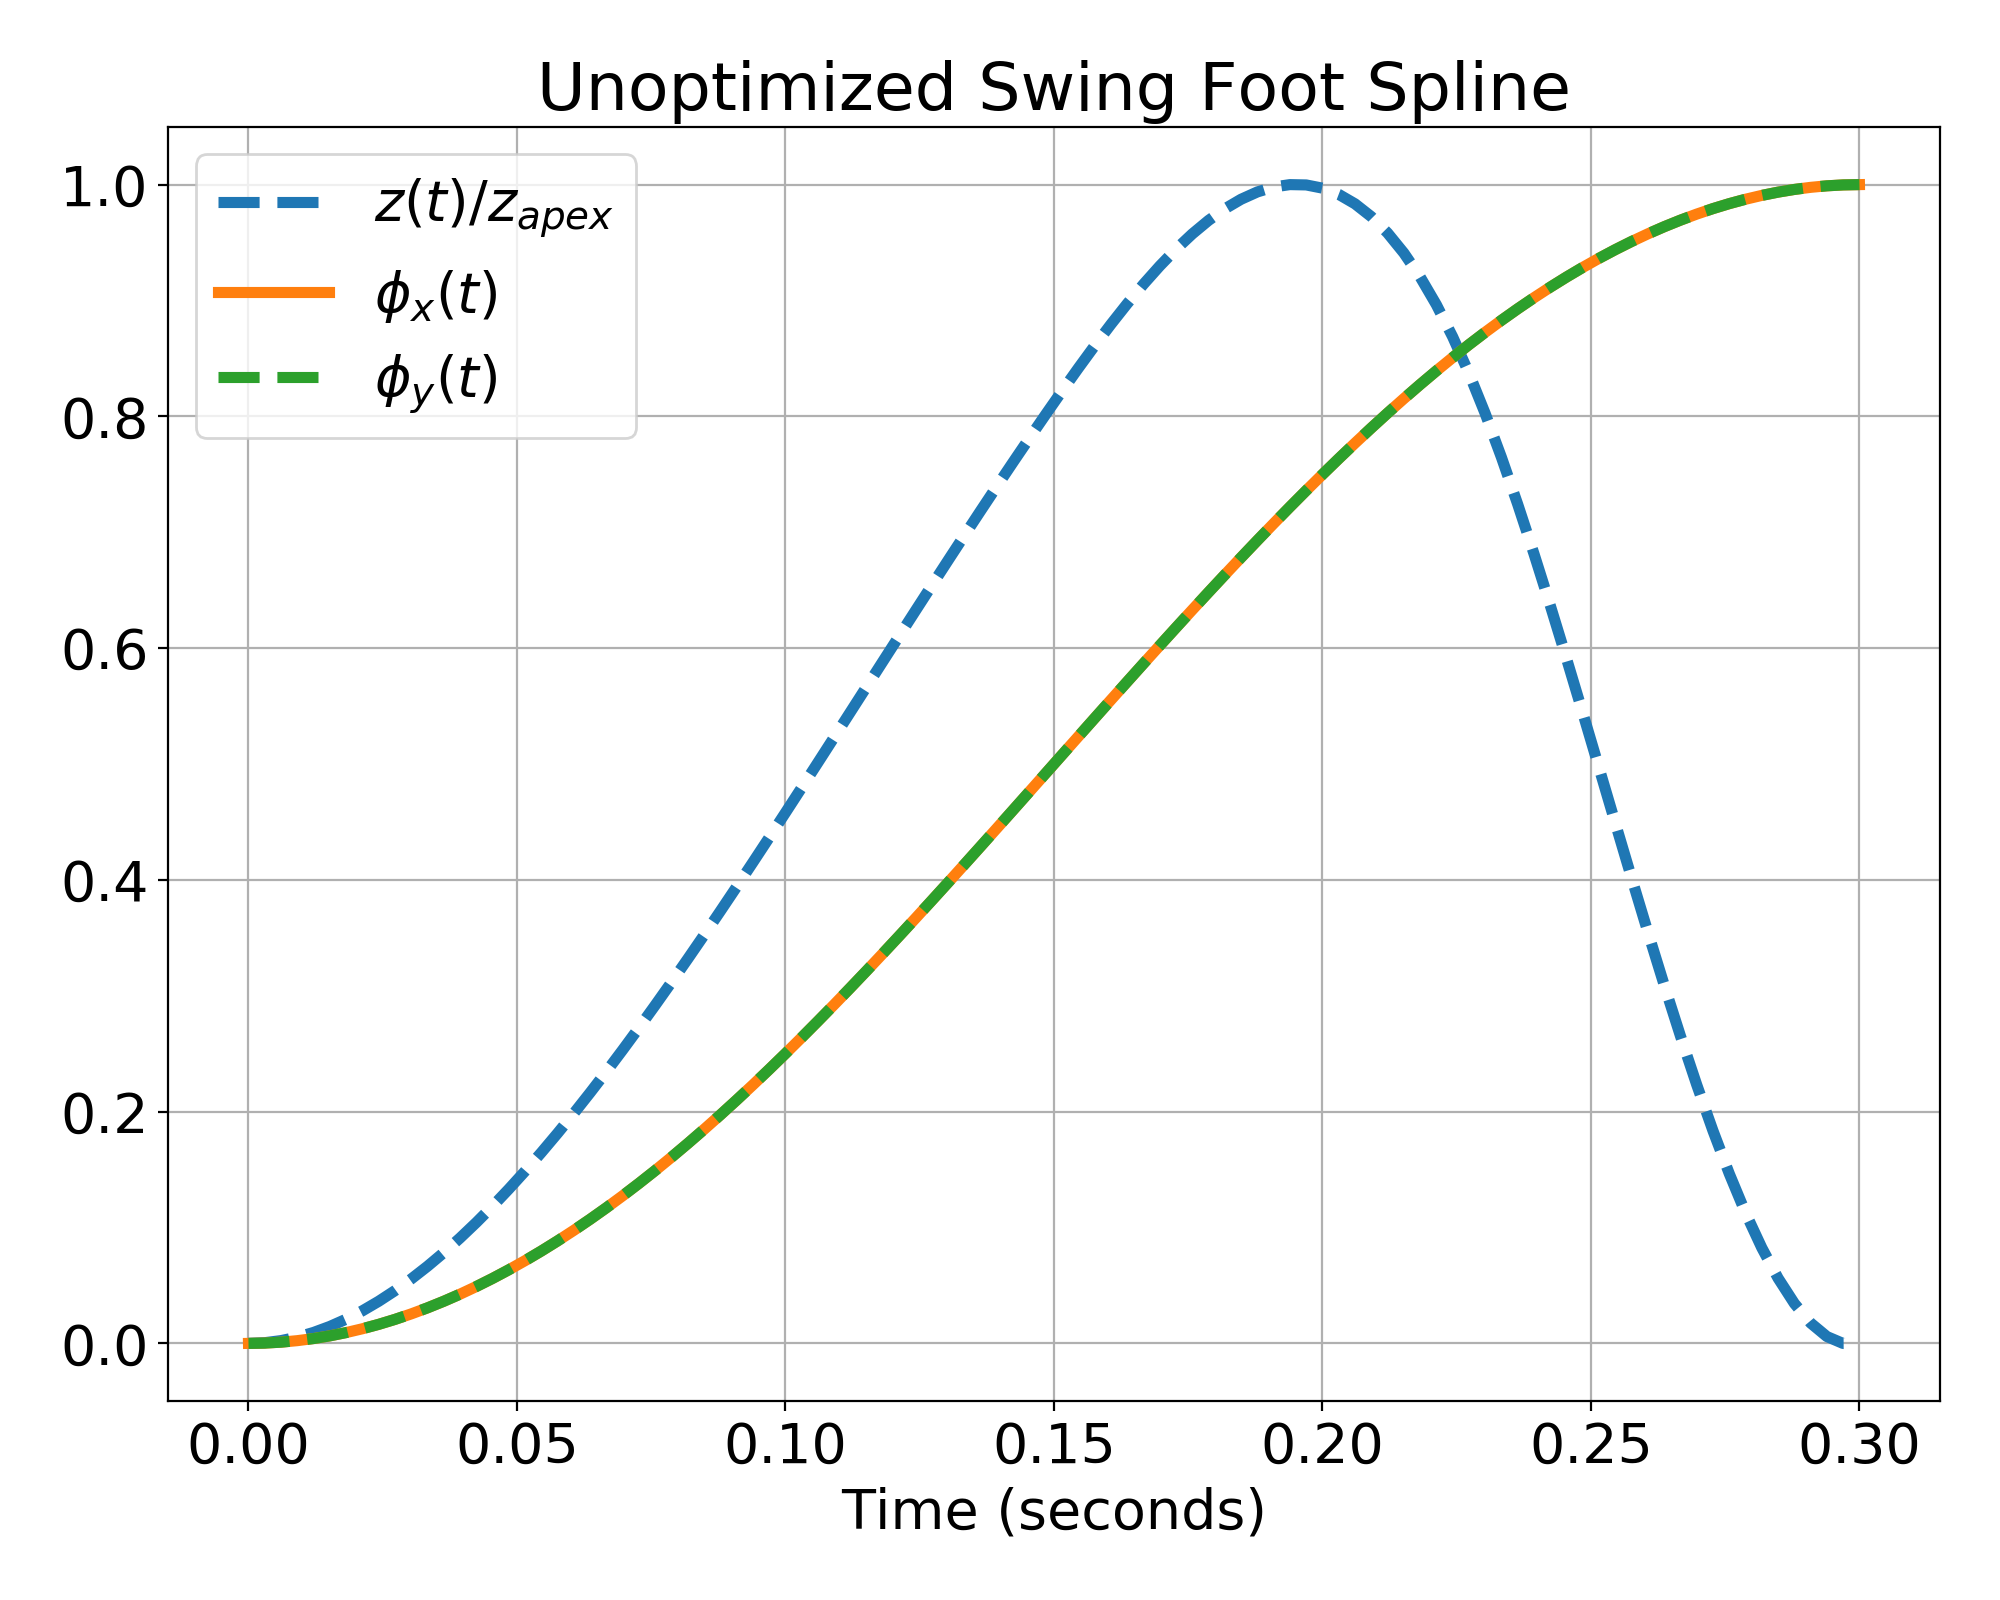 Unoptimized Swing Foot Spline
z(t)/z_apex
ϕ_x(t)
ϕ_y(t)
1.0
0.8
0.6
0.4
0.2
0.0
0.00 0.05 0.10 0.15 0.20 0.25 0.30
Time (seconds)